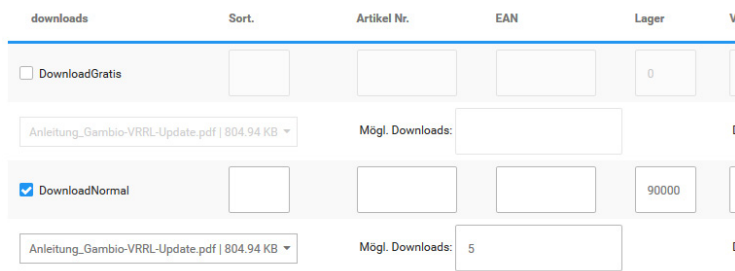 downloads Sort. Artikel Nr. EAN Lager V
DownloadGratis 0
Anleitung_Gambio-VRRL-Update.pdf | 804.94 KB Mögl. Downloads:
DownloadNormal 90000
Anleitung_Gambio-VRRL-Update.pdf | 804.94 KB Mögl. Downloads: 5